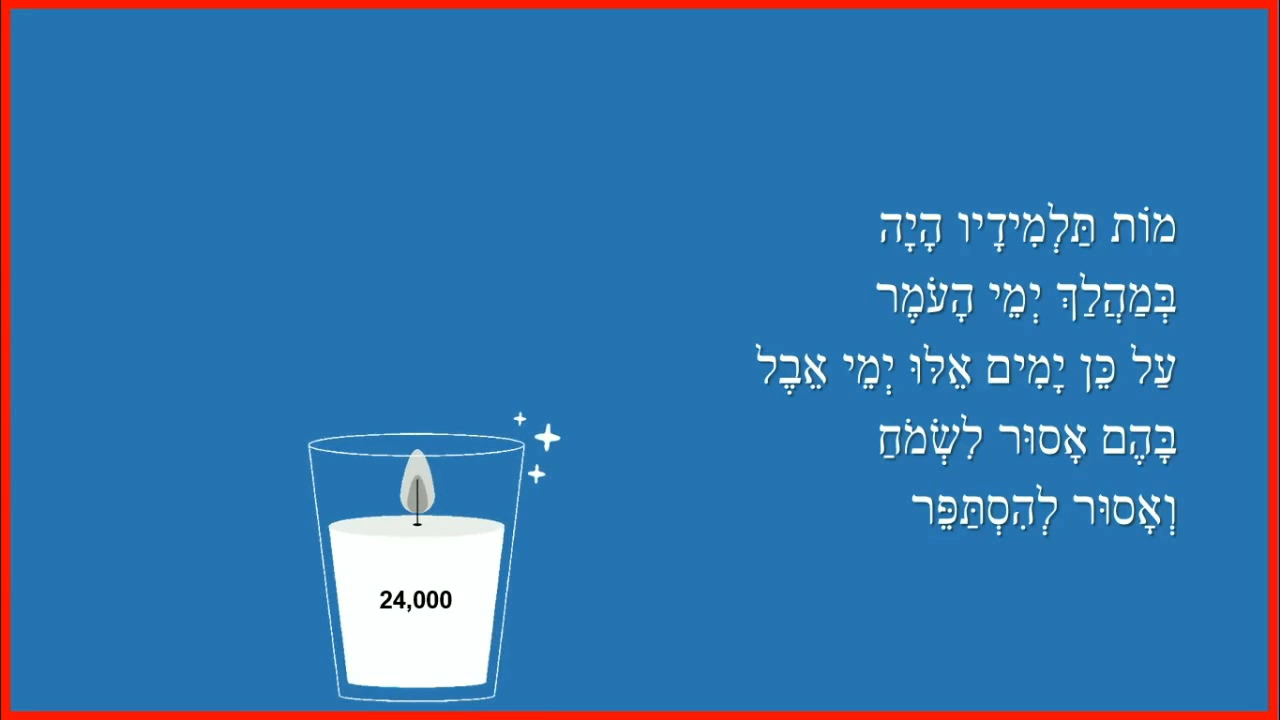 מוֹת תַּלְמִידָיו הָיָה
בְּמַהֲלַךְ יְמֵי הָעֹמֶר
עַל כֵּן יָמִים אֵלּוּ יְמֵי אֵבֶל
בָּהֶם אָסוּר לִשְׂמֹחַ
וְאָסוּר לְהִסְתַּפֵּר
24,000